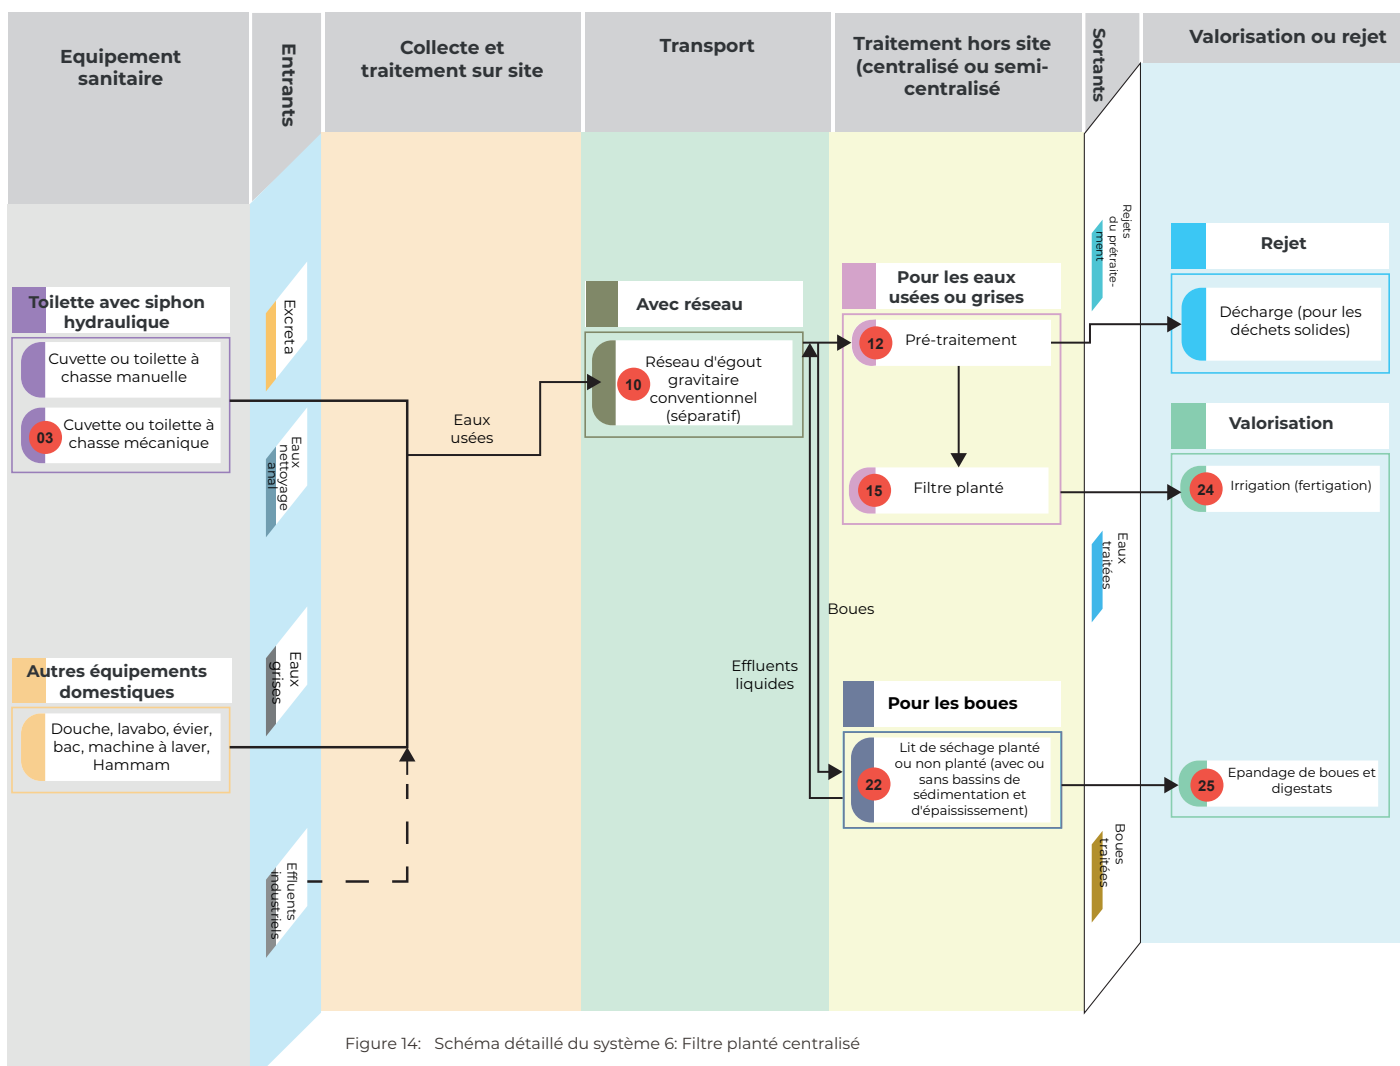 Equipement
sanitaire
Entrants
Collecte et
traitement sur site
Transport
Traitement hors site
(centralisé ou semi-
centralisé
Sortants
Valorisation ou rejet
Toilette avec siphon
hydraulique
Cuvette ou toilette à
chasse manuelle
03
Cuvette ou toilette à
chasse mécanique
Autres équipements
domestiques
Douche, lavabo, évier,
bac, machine à laver,
Hammam
Excreta
Eaux
nettoyage
anal
Eaux
grises
Effluents
industriels
Eaux
usées
Avec réseau
10
Réseau d'égout
gravitaire
conventionnel
(séparatif)
Effluents
liquides
Boues
Pour les eaux
usées ou grises
12
Pré-traitement
15
Filtre planté
Pour les boues
22
Lit de séchage planté
ou non planté (avec ou
sans bassins de
sédimentation et
d'épaississement)
Rejets
du prétraite-
ment
Eaux
traitées
Boues
traitées
Rejet
Décharge (pour les
déchets solides)
Valorisation
24
Irrigation (fertigation)
25
Epandage de boues et
digestats
Figure 14: Schéma détaillé du système 6: Filtre planté centralisé